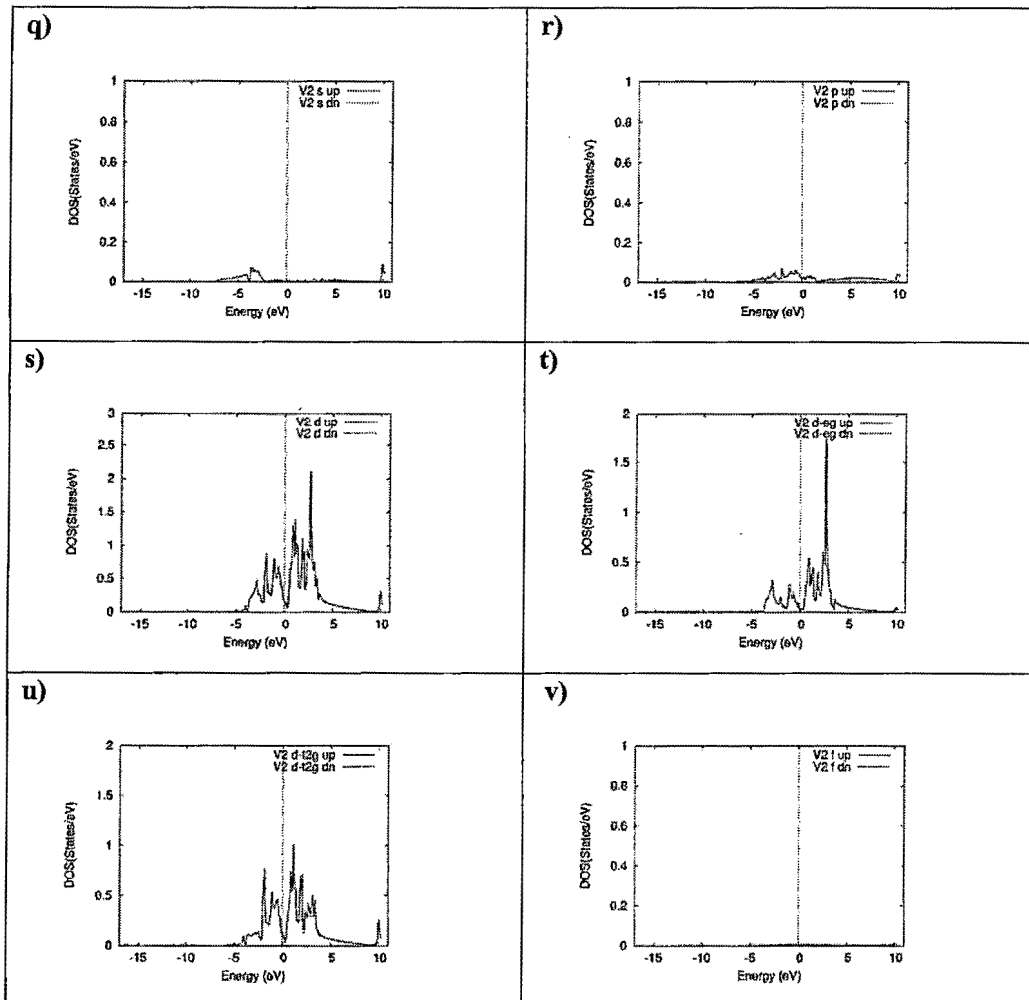 q)
V2 s up
V2 s dn
DOS(States/eV)
1
0.8
0.6
0.4
0.2
0
-15 -10 -5 0 5 10
Energy (eV)
r)
V2 p up
V2 p dn
DOS(States/eV)
1
0.8
0.6
0.4
0.2
0
-15 -10 -5 0 5 10
Energy (eV)
s)
V2 d up
V2 d dn
DOS(States/eV)
3
2.5
2
1.5
1
0.5
0
-15 -10 -5 0 5 10
Energy (eV)
t)
V2 d-eg up
V2 d-eg dn
DOS(States/eV)
2
1.5
1
0.5
0
-15 -10 -5 0 5 10
Energy (eV)
u)
V2 d-t2g up
V2 d-t2g dn
DOS(States/eV)
2
1.5
1
0.5
0
-15 -10 -5 0 5 10
Energy (eV)
v)
V2 f up
V2 f dn
DOS(States/eV)
1
0.8
0.6
0.4
0.2
0
-15 -10 -5 0 5 10
Energy (eV)